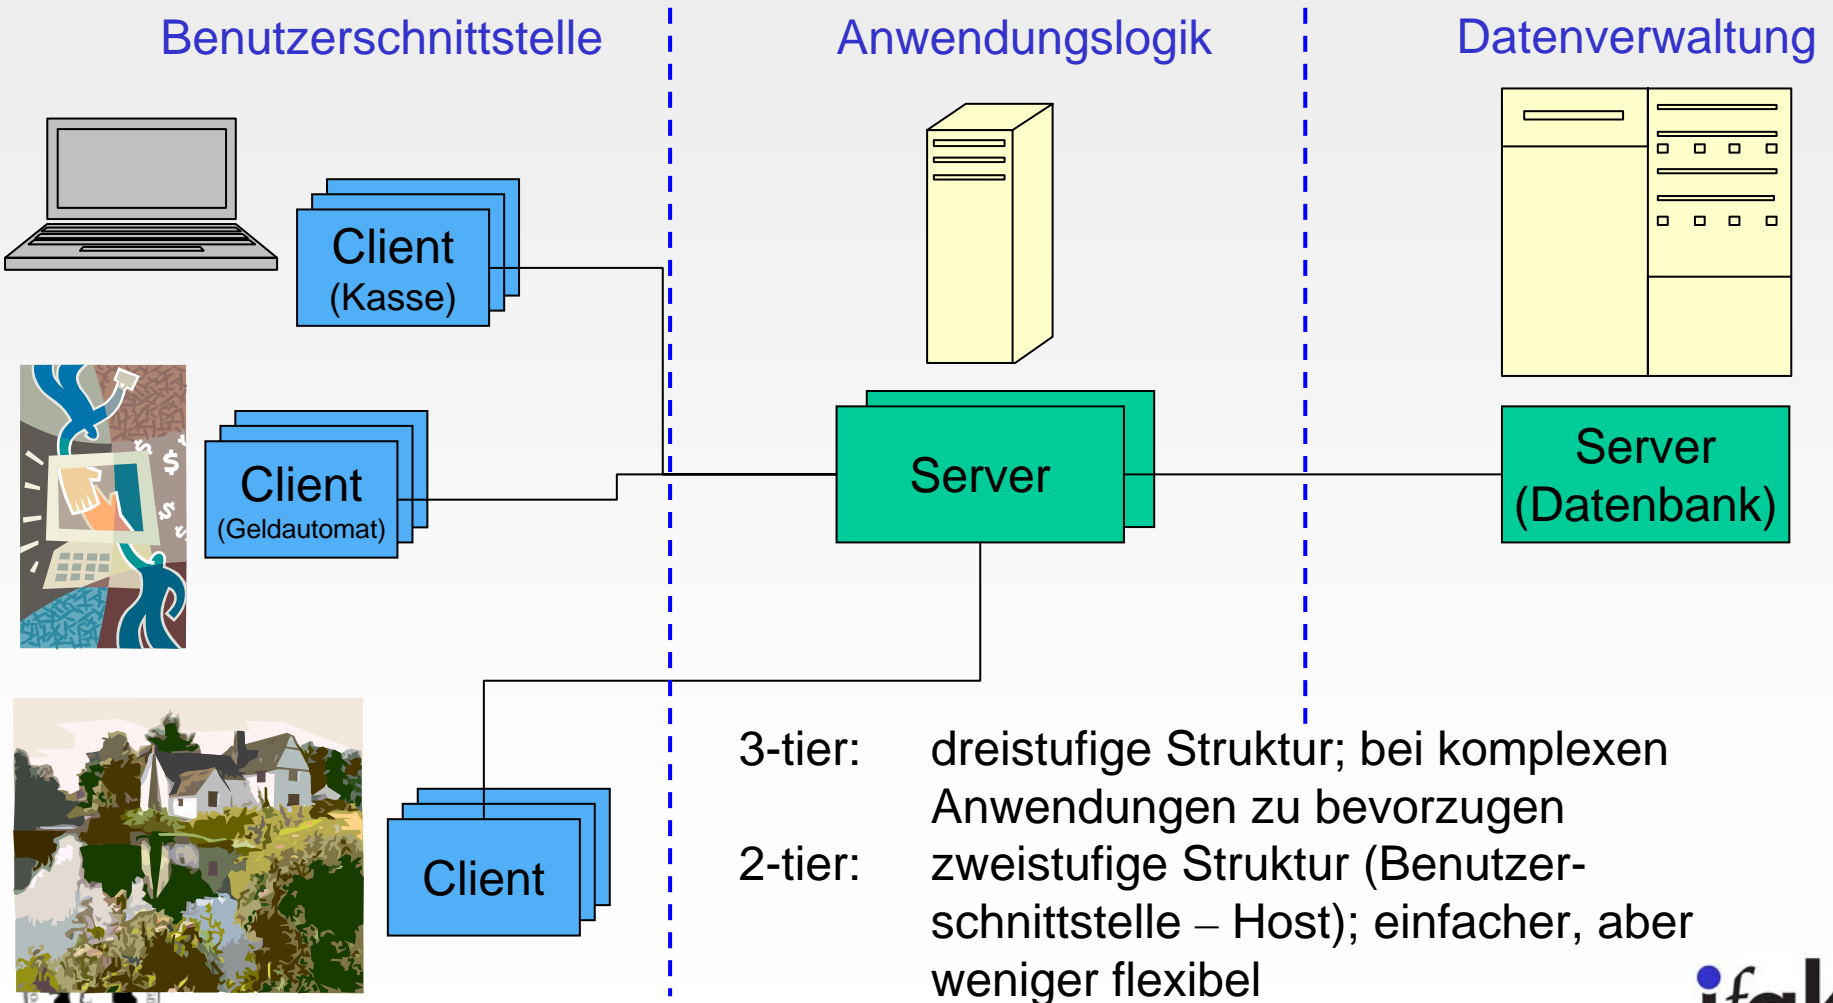 Benutzerschnittstelle
Anwendungslogik
Datenverwaltung
Client
(Kasse)
Client
(Geldautomat)
Server
Server
(Datenbank)
Client
3-tier: dreistufige Struktur; bei komplexen
Anwendungen zu bevorzugen
2-tier: zweistufige Struktur (Benutzer-
schnittstelle – Host); einfacher, aber
weniger flexibel
ifak